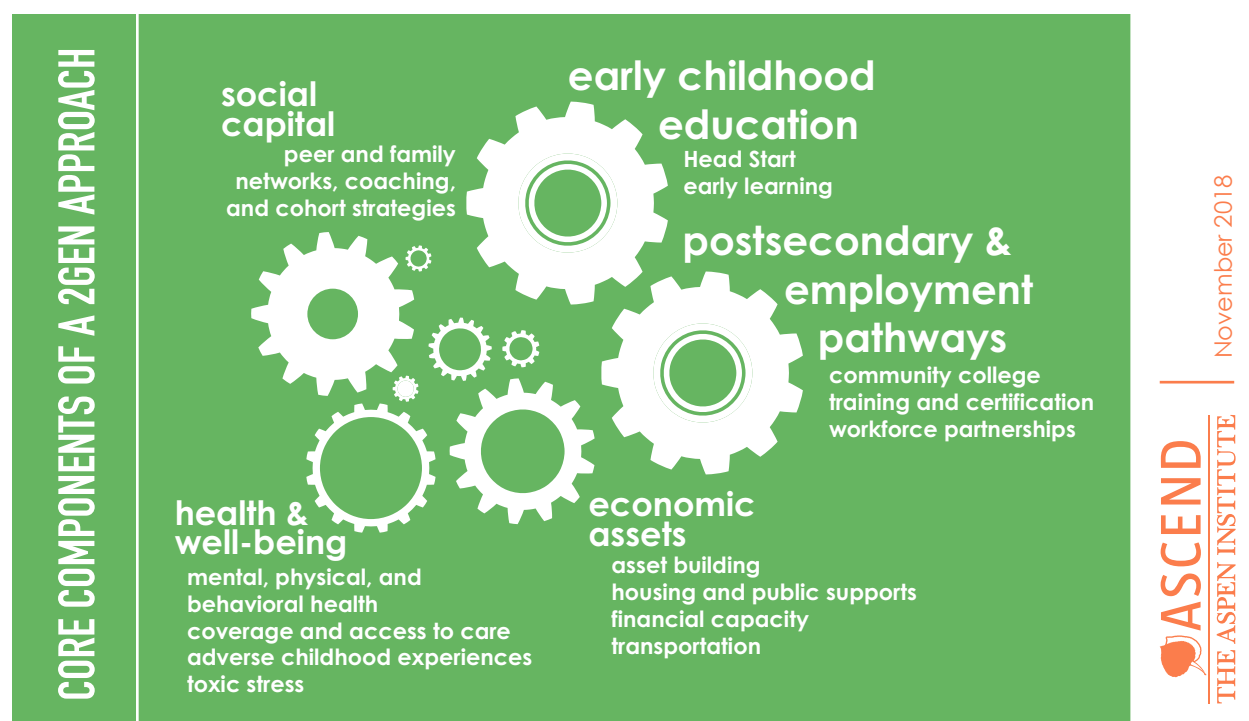 CORE COMPONENTS OF A 2GEN APPROACH
social
capital
peer and family
networks, coaching,
and cohort strategies
early childhood
education
Head Start
early learning
postsecondary &
employment
pathways
community college
training and certification
workforce partnerships
economic
assets
asset building
housing and public supports
financial capacity
transportation
health &
well-being
mental, physical, and
behavioral health
coverage and access to care
adverse childhood experiences
toxic stress
ASCEND
THE ASPEN INSTITUTE
November 2018